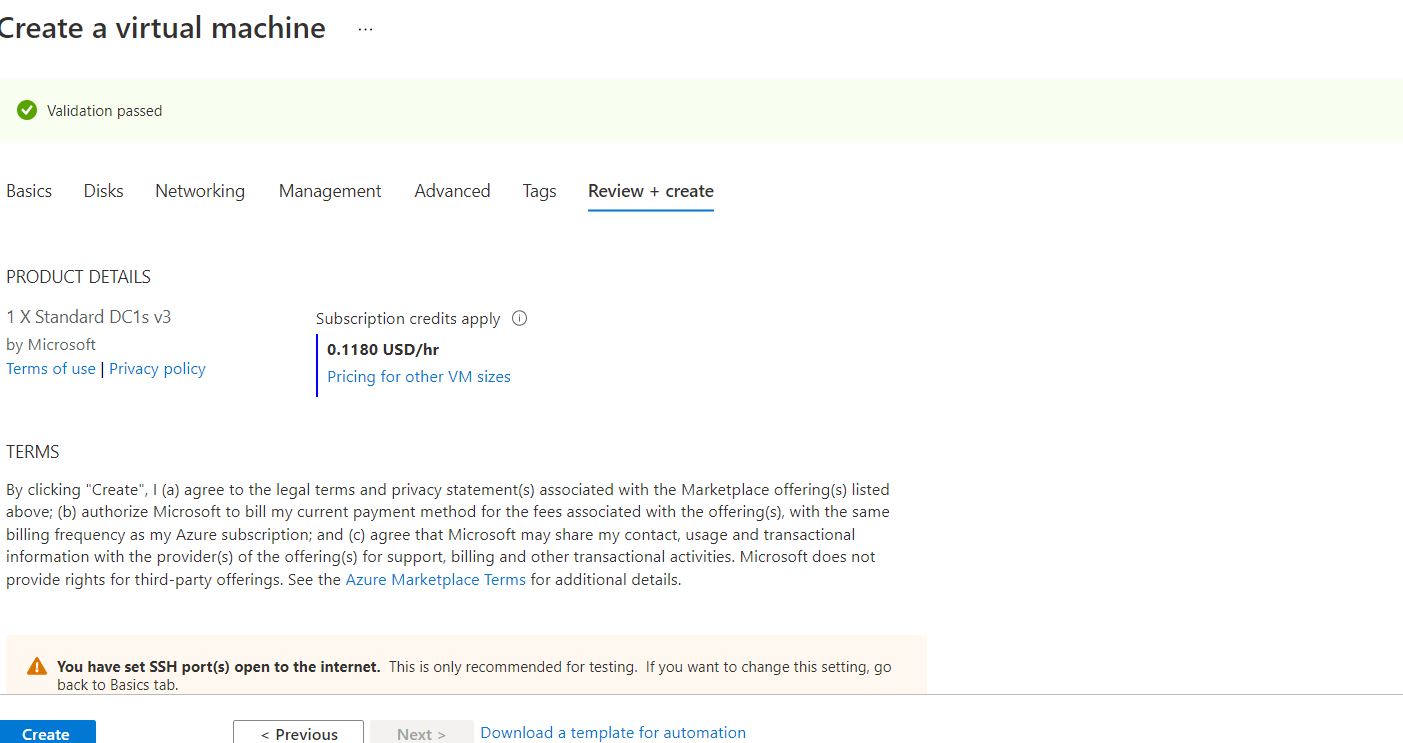 Create a virtual machine ...
Validation passed
Basics Disks Networking Management Advanced Tags Review + create
PRODUCT DETAILS
1 X Standard DC1s v3
by Microsoft
Terms of use | Privacy policy
Subscription credits apply
0.1180 USD/hr
Pricing for other VM sizes
TERMS
By clicking "Create", I (a) agree to the legal terms and privacy statement(s) associated with the Marketplace offering(s) listed
above; (b) authorize Microsoft to bill my current payment method for the fees associated with the offering(s), with the same
billing frequency as my Azure subscription; and (c) agree that Microsoft may share my contact, usage and transactional
information with the provider(s) of the offering(s) for support, billing and other transactional activities. Microsoft does not
provide rights for third-party offerings. See the Azure Marketplace Terms for additional details.
You have set SSH port(s) open to the internet. This is only recommended for testing. If you want to change this setting, go
back to Basics tab.
Create < Previous Next > Download a template for automation